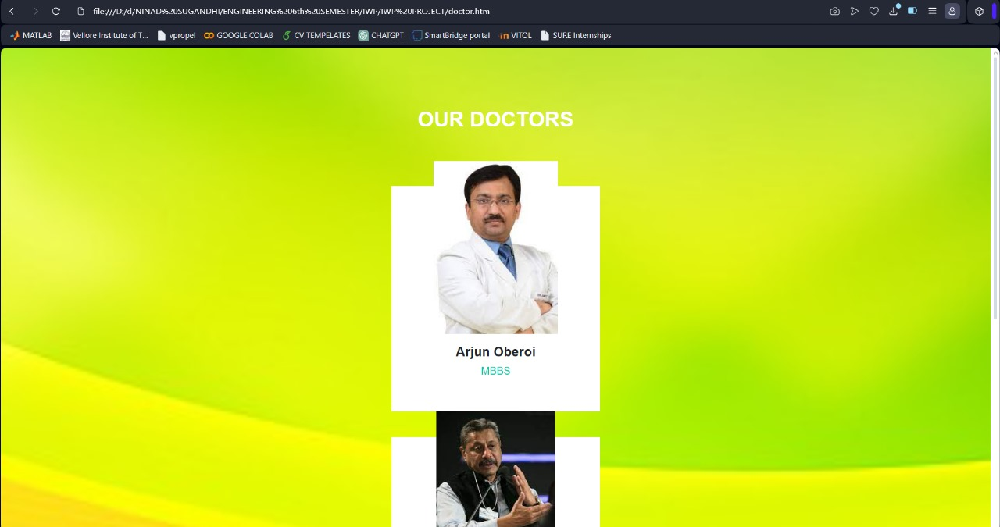 file:///D:/d/NINAD%20SUGANDHI/ENGINEERING%206th%20SEMESTER/IWP/IWP%20PROJECT/doctor.html
MATLAB Vellore Institute of T... vpropel GOOGLE COLAB CV TEMPELATES CHATGPT SmartBridge portal VITOL SURE Internships
OUR DOCTORS
Arjun Oberoi
MBBS